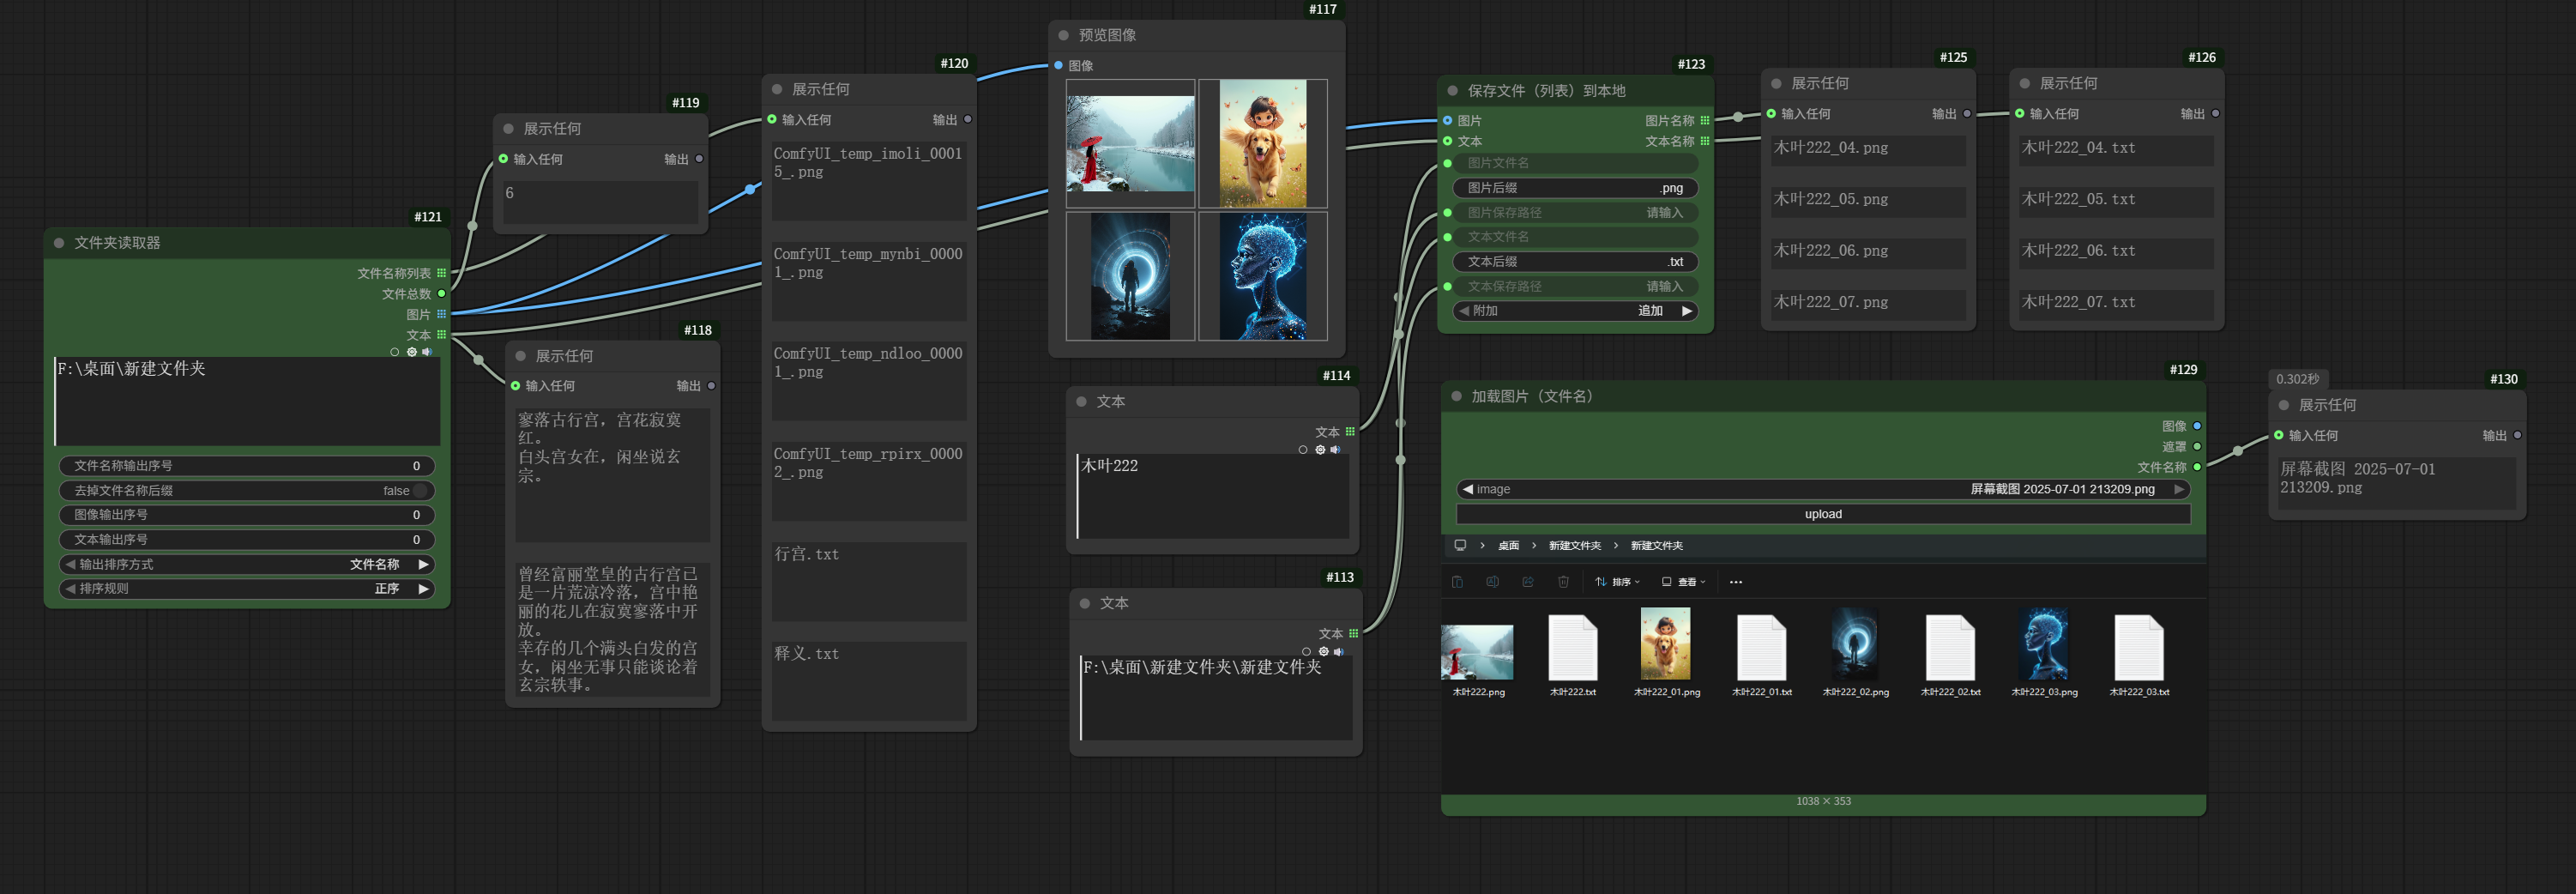 #121
文件夹读取器
文件名称列表
文件总数
图片
文本
F:\桌面\新建文件夹
文件名称输出序号 0
去掉文件名称后缀 false
图像输出序号 0
文本输出序号 0
输出排序方式 文件名称
排序规则 正序
#119
展示任何
输入任何 输出
6
#118
展示任何
输入任何 输出
寥落古行宫，宫花寂寞
红。
白头宫女在，闲坐说玄
宗。
曾经富丽堂皇的古行宫已
是一片荒凉冷落，宫中艳
丽的花儿在寂寞寥落中开
放。
幸存的几个满头白发的宫
女，闲坐无事只能谈论着
玄宗轶事。
#120
展示任何
输入任何 输出
ComfyUI_temp_imoli_0001
5_.png
ComfyUI_temp_mynbi_0000
1_.png
ComfyUI_temp_ndloo_0000
1_.png
ComfyUI_temp_rpirx_0000
2_.png
行宫.txt
释义.txt
#117
预览图像
图像
#114
文本
文本
木叶222
#113
文本
文本
F:\桌面\新建文件夹\新建文件夹
#123
保存文件（列表）到本地
图片 图片名称
文本 文本名称
图片文件名
图片后缀 .png
图片保存路径 请输入
文本文件名
文本后缀 .txt
文本保存路径 请输入
附加 追加
#125
展示任何
输入任何 输出
木叶222_04.png
木叶222_05.png
木叶222_06.png
木叶222_07.png
#126
展示任何
输入任何 输出
木叶222_04.txt
木叶222_05.txt
木叶222_06.txt
木叶222_07.txt
#129
加载图片（文件名）
图像
遮罩
文件名称
image 屏幕截图 2025-07-01 213209.png
upload
桌面 新建文件夹 新建文件夹
排序 查看
木叶222.png 木叶222.txt 木叶222_01.png 木叶222_01.txt 木叶222_02.png 木叶222_02.txt 木叶222_03.png 木叶222_03.txt
1038 × 353
0.302秒
#130
展示任何
输入任何 输出
屏幕截图 2025-07-01
213209.png